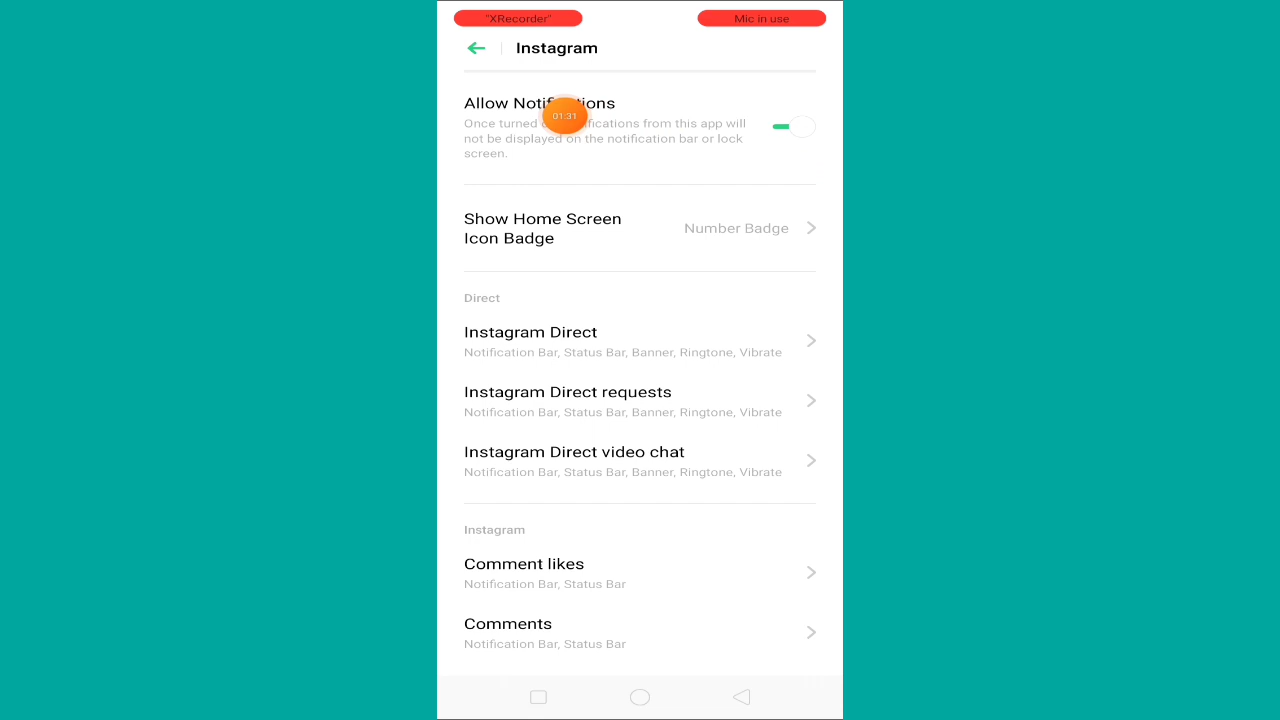 "XRecorder"
Mic in use
Instagram
Allow Notifications
01:31
Once turned notifications from this app will
not be displayed on the notification bar or lock
screen.
Show Home Screen
Icon Badge
Number Badge
Direct
Instagram Direct
Notification Bar, Status Bar, Banner, Ringtone, Vibrate
Instagram Direct requests
Notification Bar, Status Bar, Banner, Ringtone, Vibrate
Instagram Direct video chat
Notification Bar, Status Bar, Banner, Ringtone, Vibrate
Instagram
Comment likes
Notification Bar, Status Bar
Comments
Notification Bar, Status Bar